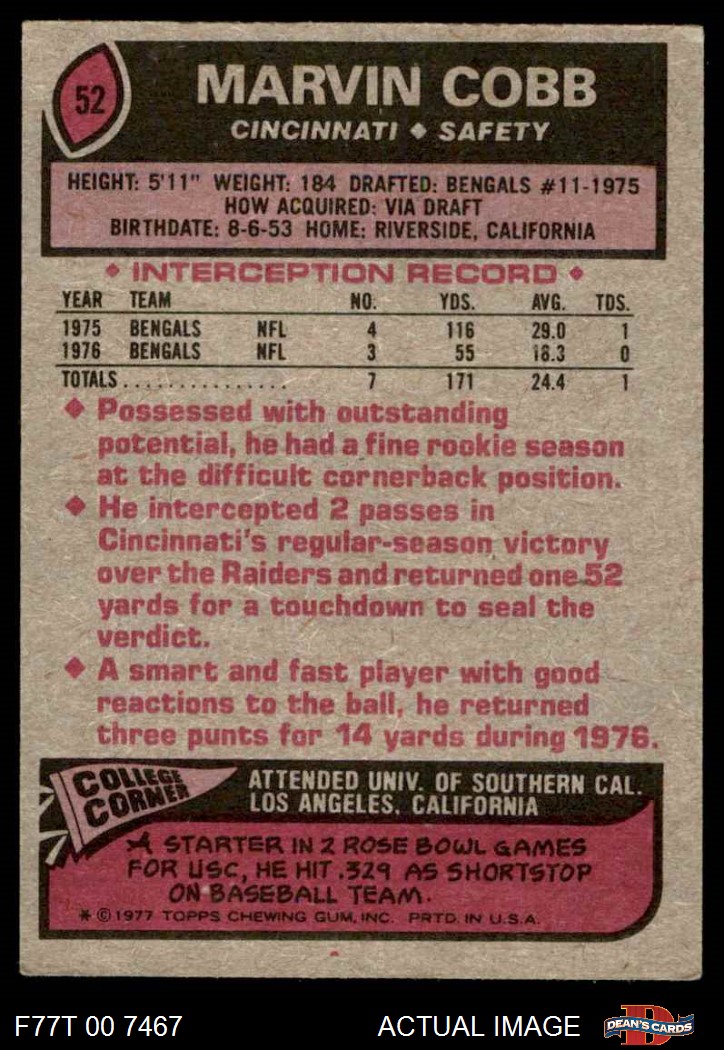 52
MARVIN COBB
CINCINNATI ◆ SAFETY
HEIGHT: 5'11" WEIGHT: 184 DRAFTED: BENGALS #11-1975
HOW ACQUIRED: VIA DRAFT
BIRTHDATE: 8-6-53 HOME: RIVERSIDE, CALIFORNIA
◆ INTERCEPTION RECORD ◆
YEAR TEAM NO. YDS. AVG. TDS.
1975 BENGALS NFL 4 116 29.0 1
1976 BENGALS NFL 3 55 18.3 0
TOTALS............... 7 171 24.4 1
◆ Possessed with outstanding
potential, he had a fine rookie season
at the difficult cornerback position.
◆ He intercepted 2 passes in
Cincinnati's regular-season victory
over the Raiders and returned one 52
yards for a touchdown to seal the
verdict.
◆ A smart and fast player with good
reactions to the ball, he returned
three punts for 14 yards during 1976.
COLLEGE
CORNER
ATTENDED UNIV. OF SOUTHERN CAL.
LOS ANGELES, CALIFORNIA
A STARTER IN 2 ROSE BOWL GAMES
FOR USC, HE HIT .329 AS SHORTSTOP
ON BASEBALL TEAM.
* © 1977 TOPPS CHEWING GUM, INC. PRTD. IN U.S.A.
F77T 00 7467 ACTUAL IMAGE
DEAN'S CARDS